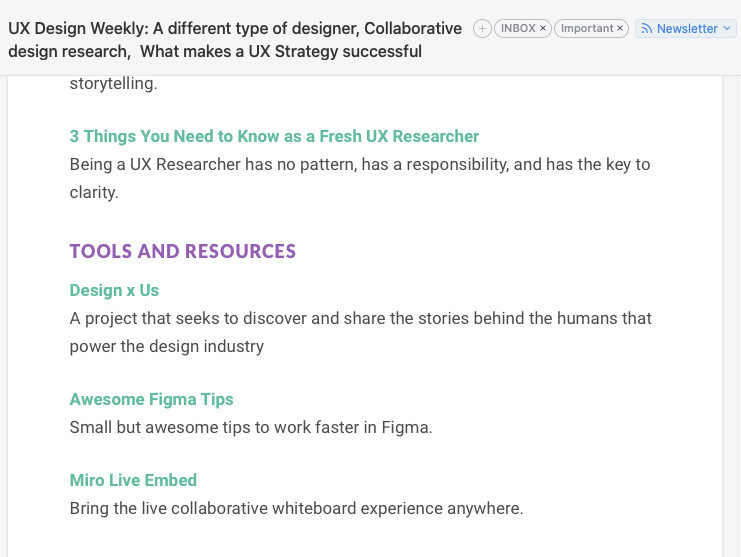 UX Design Weekly: A different type of designer, Collaborative
design research,  What makes a UX Strategy successful
+ INBOX × Important × Newsletter
storytelling.
3 Things You Need to Know as a Fresh UX Researcher
Being a UX Researcher has no pattern, has a responsibility, and has the key to
clarity.
TOOLS AND RESOURCES
Design x Us
A project that seeks to discover and share the stories behind the humans that
power the design industry
Awesome Figma Tips
Small but awesome tips to work faster in Figma.
Miro Live Embed
Bring the live collaborative whiteboard experience anywhere.